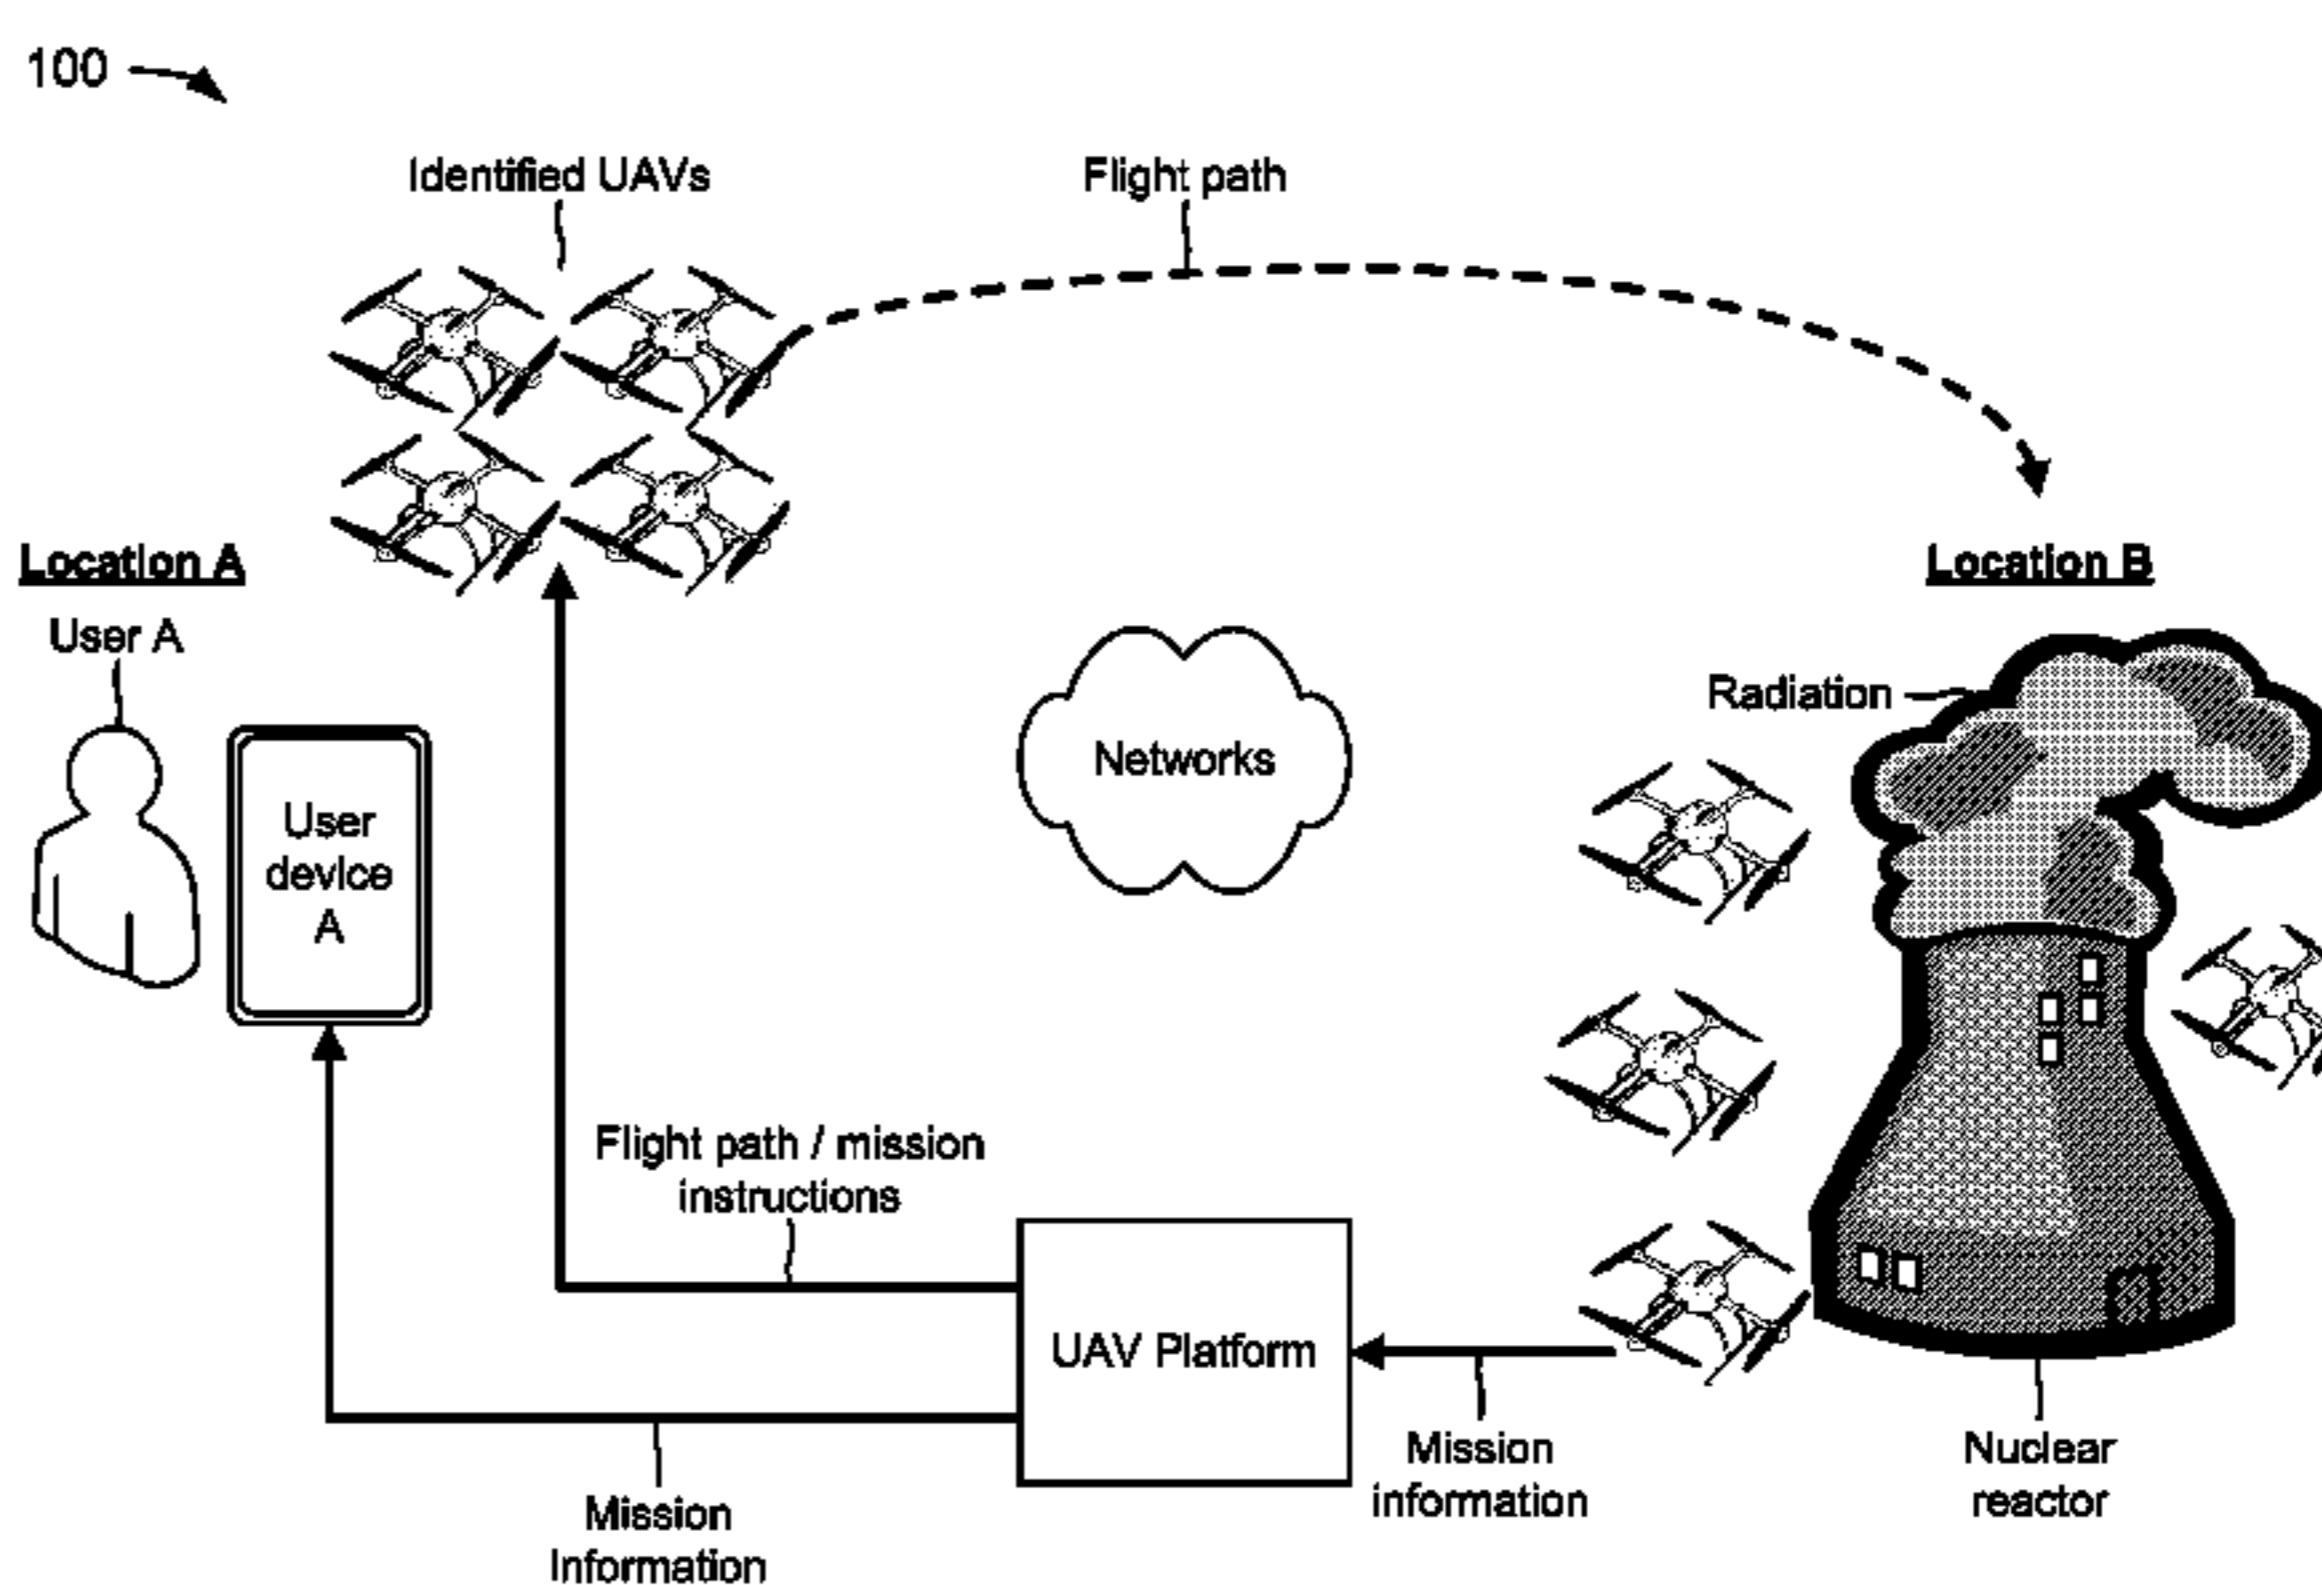 100
Identified UAVs
Flight path
Location A
Location B
User A
Radiation
Networks
User
device
A
Flight path / mission
instructions
UAV Platform
Mission
information
Nuclear
reactor
Mission
Information